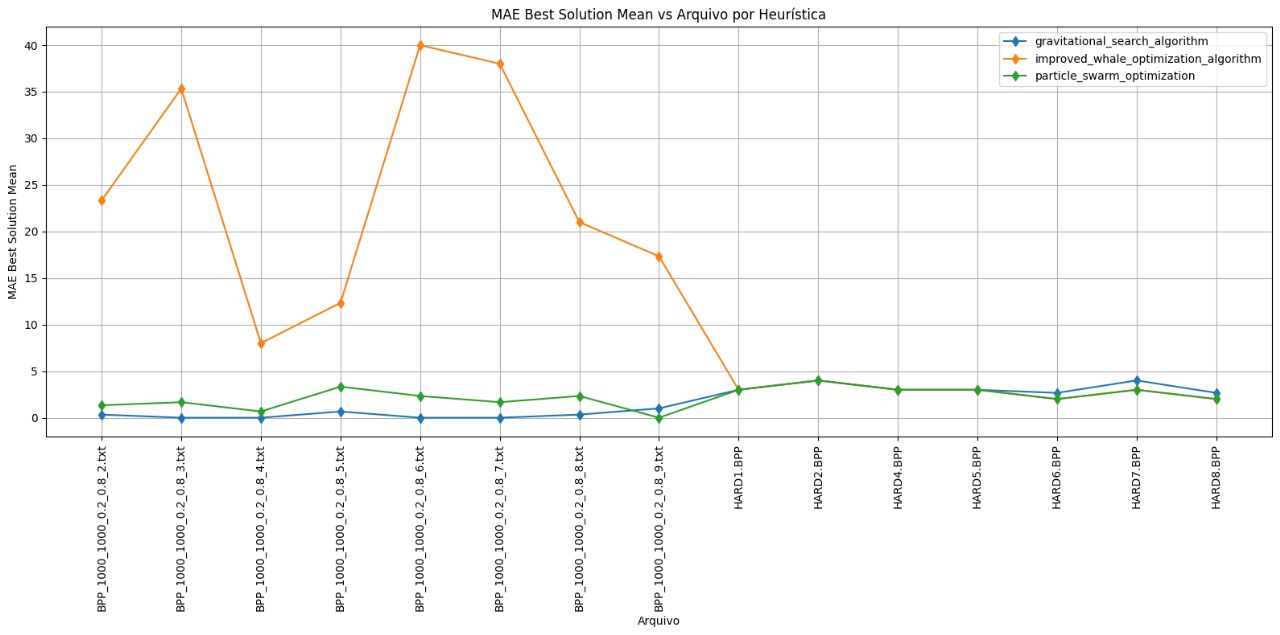 MAE Best Solution Mean vs Arquivo por Heurística
gravitational_search_algorithm
improved_whale_optimization_algorithm
particle_swarm_optimization
MAE Best Solution Mean
40
35
30
25
20
15
10
5
0
BPP_1000_1000_0.2_0.8_2.txt
BPP_1000_1000_0.2_0.8_3.txt
BPP_1000_1000_0.2_0.8_4.txt
BPP_1000_1000_0.2_0.8_5.txt
BPP_1000_1000_0.2_0.8_6.txt
BPP_1000_1000_0.2_0.8_7.txt
BPP_1000_1000_0.2_0.8_8.txt
BPP_1000_1000_0.2_0.8_9.txt
HARD1.BPP
HARD2.BPP
HARD4.BPP
HARD5.BPP
HARD6.BPP
HARD7.BPP
HARD8.BPP
Arquivo